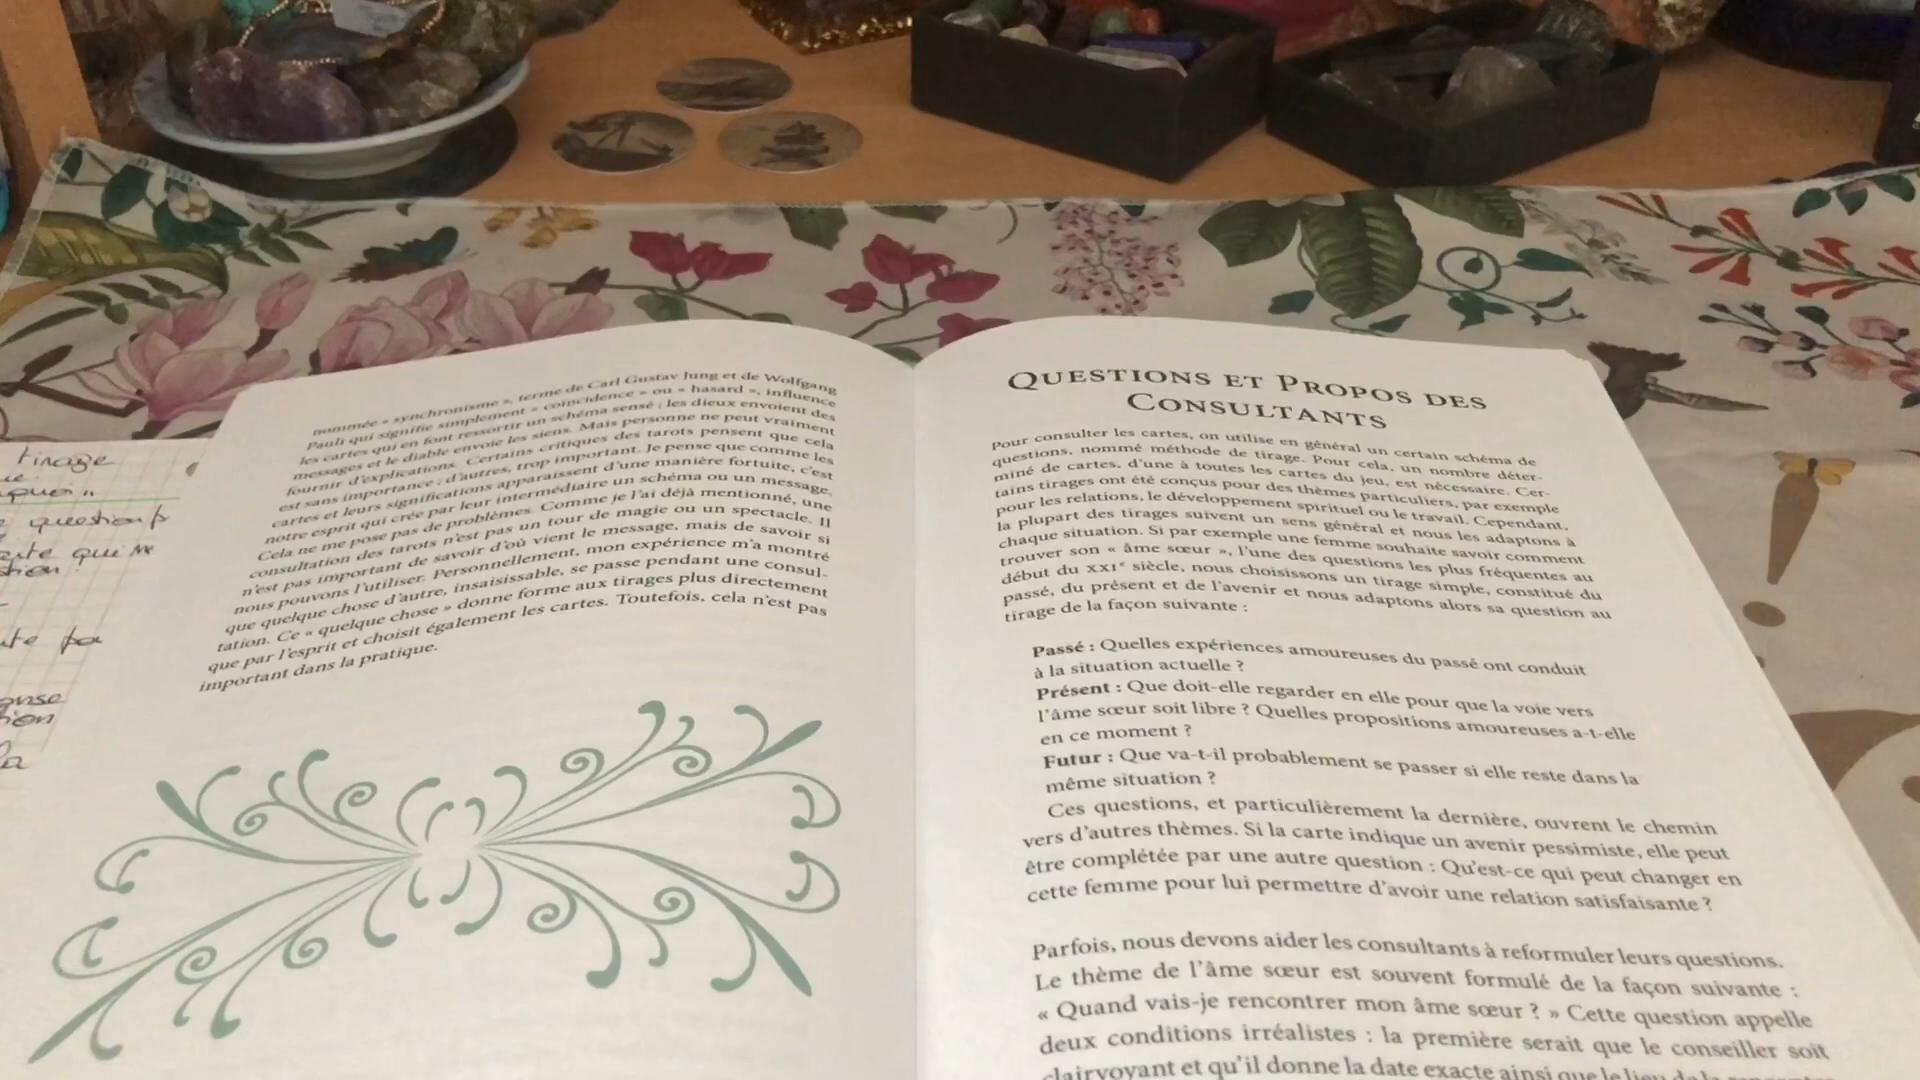 tirage
question
nommée « synchronisme », terme de Carl Gustav Jung et de Wolfgang
Pauli qui signifie simplement « coïncidence » ou « hasard », influence
les cartes qui en font ressortir un schéma sensé ; les dieux envoient des
messages et le diable envoie les siens. Mais personne ne peut vraiment
fournir d'explications. Certains critiques des tarots pensent que cela
est sans importance ; d'autres, trop important. Je pense que comme les
cartes et leurs significations apparaissent d'une manière fortuite, c'est
notre esprit qui crée par leur intermédiaire un schéma ou un message.
Cela ne me pose pas de problèmes. Comme je l'ai déjà mentionné, une
consultation des tarots n'est pas un tour de magie ou un spectacle. Il
n'est pas important de savoir d'où vient le message, mais de savoir si
nous pouvons l'utiliser. Personnellement, mon expérience m'a montré
que quelque chose d'autre, insaisissable, se passe pendant une consul-
tation. Ce « quelque chose » donne forme aux tirages plus directement
que par l'esprit et choisit également les cartes. Toutefois, cela n'est pas
important dans la pratique.
QUESTIONS ET PROPOS DES
CONSULTANTS
Pour consulter les cartes, on utilise en général un certain schéma de
questions, nommé méthode de tirage. Pour cela, un nombre déter-
miné de cartes, d'une à toutes les cartes du jeu, est nécessaire. Cer-
tains tirages ont été conçus pour des thèmes particuliers, par exemple
pour les relations, le développement spirituel ou le travail. Cependant,
la plupart des tirages suivent un sens général et nous les adaptons à
chaque situation. Si par exemple une femme souhaite savoir comment
trouver son « âme sœur », l'une des questions les plus fréquentes au
début du XXIe siècle, nous choisissons un tirage simple, constitué du
passé, du présent et de l'avenir et nous adaptons alors sa question au
tirage de la façon suivante :
Passé : Quelles expériences amoureuses du passé ont conduit
à la situation actuelle ?
Présent : Que doit-elle regarder en elle pour que la voie vers
l'âme sœur soit libre ? Quelles propositions amoureuses a-t-elle
en ce moment ?
Futur : Que va-t-il probablement se passer si elle reste dans la
même situation ?
Ces questions, et particulièrement la dernière, ouvrent le chemin
vers d'autres thèmes. Si la carte indique un avenir pessimiste, elle peut
être complétée par une autre question : Qu'est-ce qui peut changer en
cette femme pour lui permettre d'avoir une relation satisfaisante ?
Parfois, nous devons aider les consultants à reformuler leurs questions.
Le thème de l'âme sœur est souvent formulé de la façon suivante :
« Quand vais-je rencontrer mon âme sœur ? » Cette question appelle
deux conditions irréalistes : la première serait que le conseiller soit
clairvoyant et qu'il donne la date exacte ainsi que le lieu de la